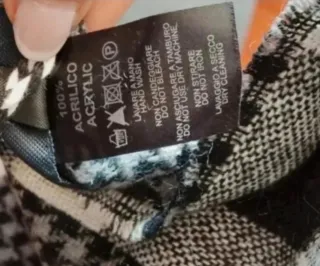 100%
ACRILICO
ACRYLIC
LAVARE A MANO
HAND WASH
NON CANDEGGIARE
DO NOT BLEACH
NON ASCIUGARE A TAMBURO
DO NOT USE DRY MACHINE
NON STIRARE
DO NOT IRON
LAVAGGIO A SECCO
DRY CLEANING